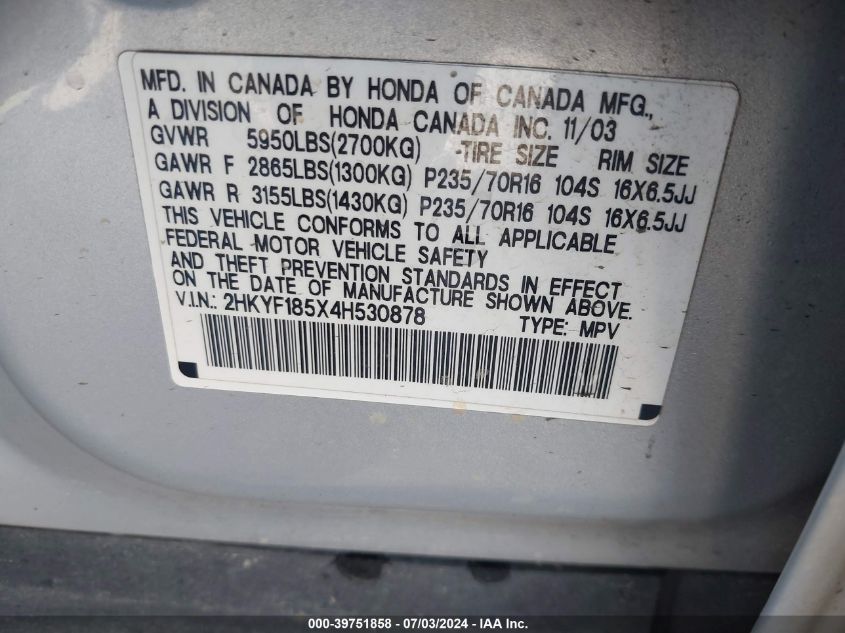 MFD. IN CANADA BY HONDA OF CANADA MFG.,
A DIVISION OF HONDA CANADA INC. 11/03
GVWR 5950LBS(2700KG) TIRE SIZE RIM SIZE
GAWR F 2865LBS(1300KG) P235/70R16 104S 16X6.5JJ
GAWR R 3155LBS(1430KG) P235/70R16 104S 16X6.5JJ
THIS VEHICLE CONFORMS TO ALL APPLICABLE
FEDERAL MOTOR VEHICLE SAFETY
AND THEFT PREVENTION STANDARDS IN EFFECT
ON THE DATE OF MANUFACTURE SHOWN ABOVE.
V.I.N.: 2HKYF185X4H530878 TYPE: MPV
000-39751858 - 07/03/2024 - IAA Inc.